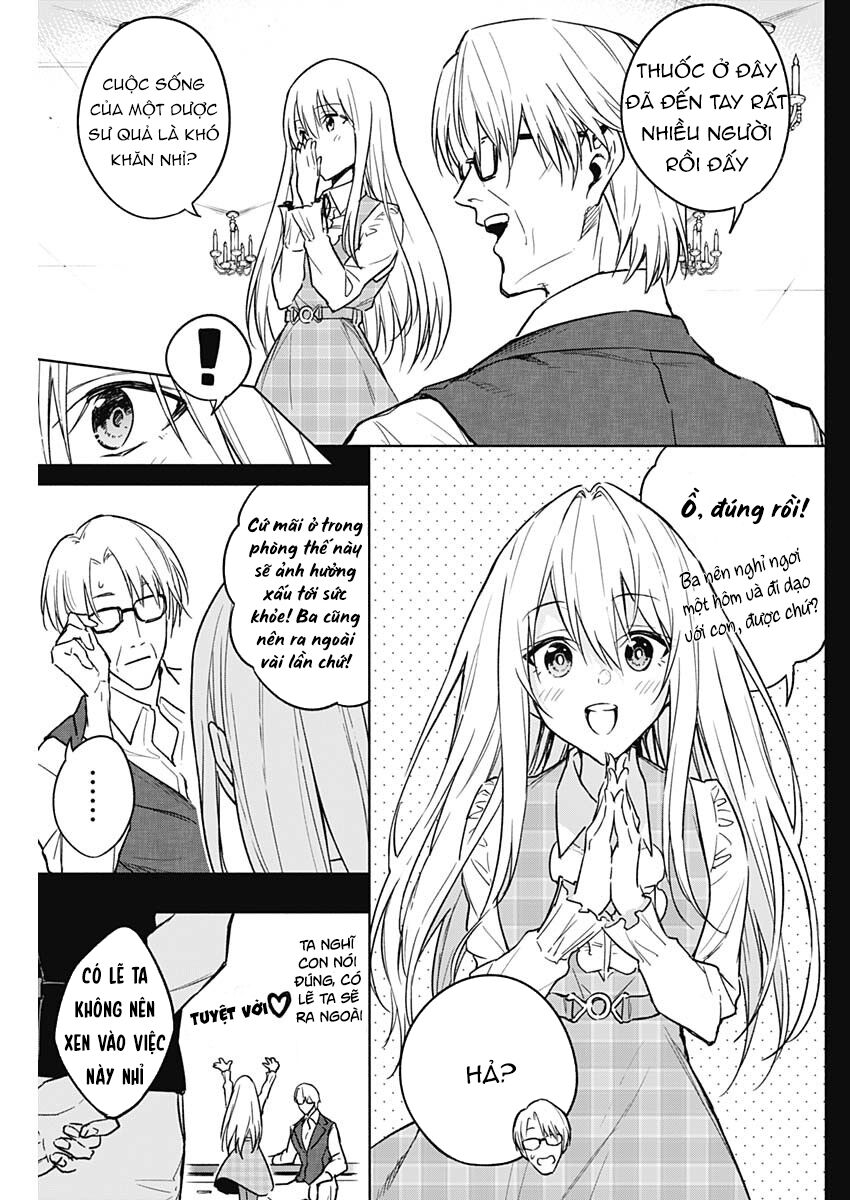 THUỐC Ở ĐÂY
ĐÃ ĐẾN TAY RẤT
NHIỀU NGƯỜI
RỒI ĐẤY
CUỘC SỐNG
CỦA MỘT DƯỢC
SƯ QUẢ LÀ KHÓ
KHĂN NHỈ?
!
Ồ, đúng rồi!
Ba nên nghỉ ngơi
một hôm và đi dạo
với con, được chứ?
HẢ?
Cứ mãi ở trong
phòng thế này
sẽ ảnh hưởng
xấu tới sức
khỏe! Ba cũng
nên ra ngoài
vài lần chứ!
......
TA NGHĨ
CON NÓI
ĐÚNG, CÓ
LẼ TA SẼ
RA NGOÀI
TUYỆT VỜI♡
CÓ LẼ TA
KHÔNG NÊN
XEN VÀO VIỆC
NÀY NHỈ